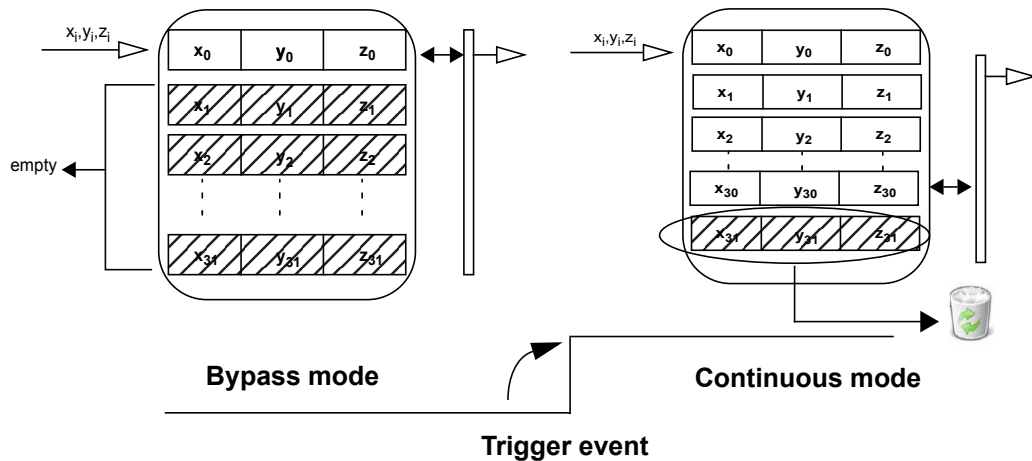 xᵢ,yᵢ,zᵢ
x₀ y₀ z₀
x₁ y₁ z₁
x₂ y₂ z₂
x₃₁ y₃₁ z₃₁
empty
Bypass mode
xᵢ,yᵢ,zᵢ
x₀ y₀ z₀
x₁ y₁ z₁
x₂ y₂ z₂
x₃₀ y₃₀ z₃₀
x₃₁ y₃₁ z₃₁
Continuous mode
Trigger event